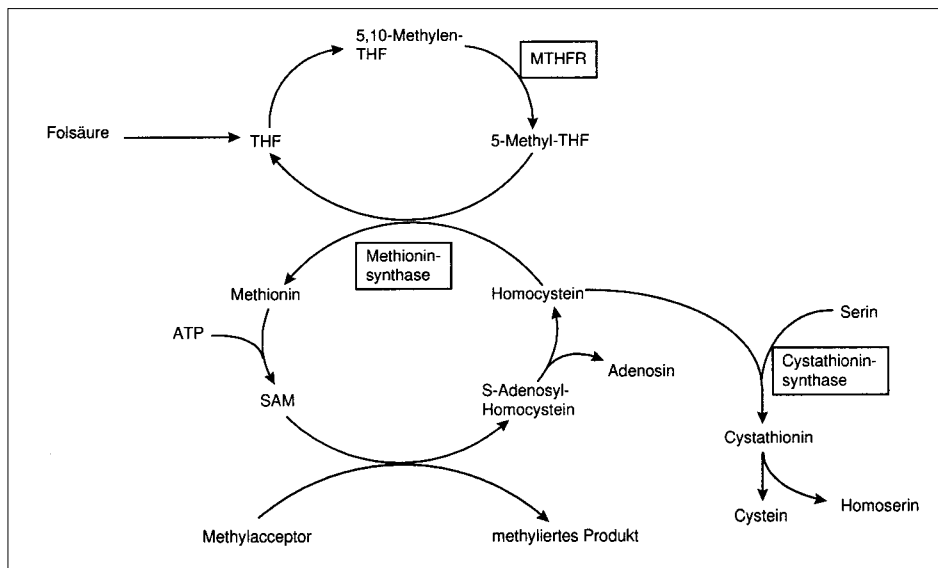 5,10-Methylen-
THF
MTHFR
Folsäure
THF
5-Methyl-THF
Methionin-
synthase
Methionin
Homocystein
Serin
ATP
Adenosin
Cystathionin-
synthase
SAM
S-Adenosyl-
Homocystein
Cystathionin
Methylacceptor
methyliertes Produkt
Cystein
Homoserin